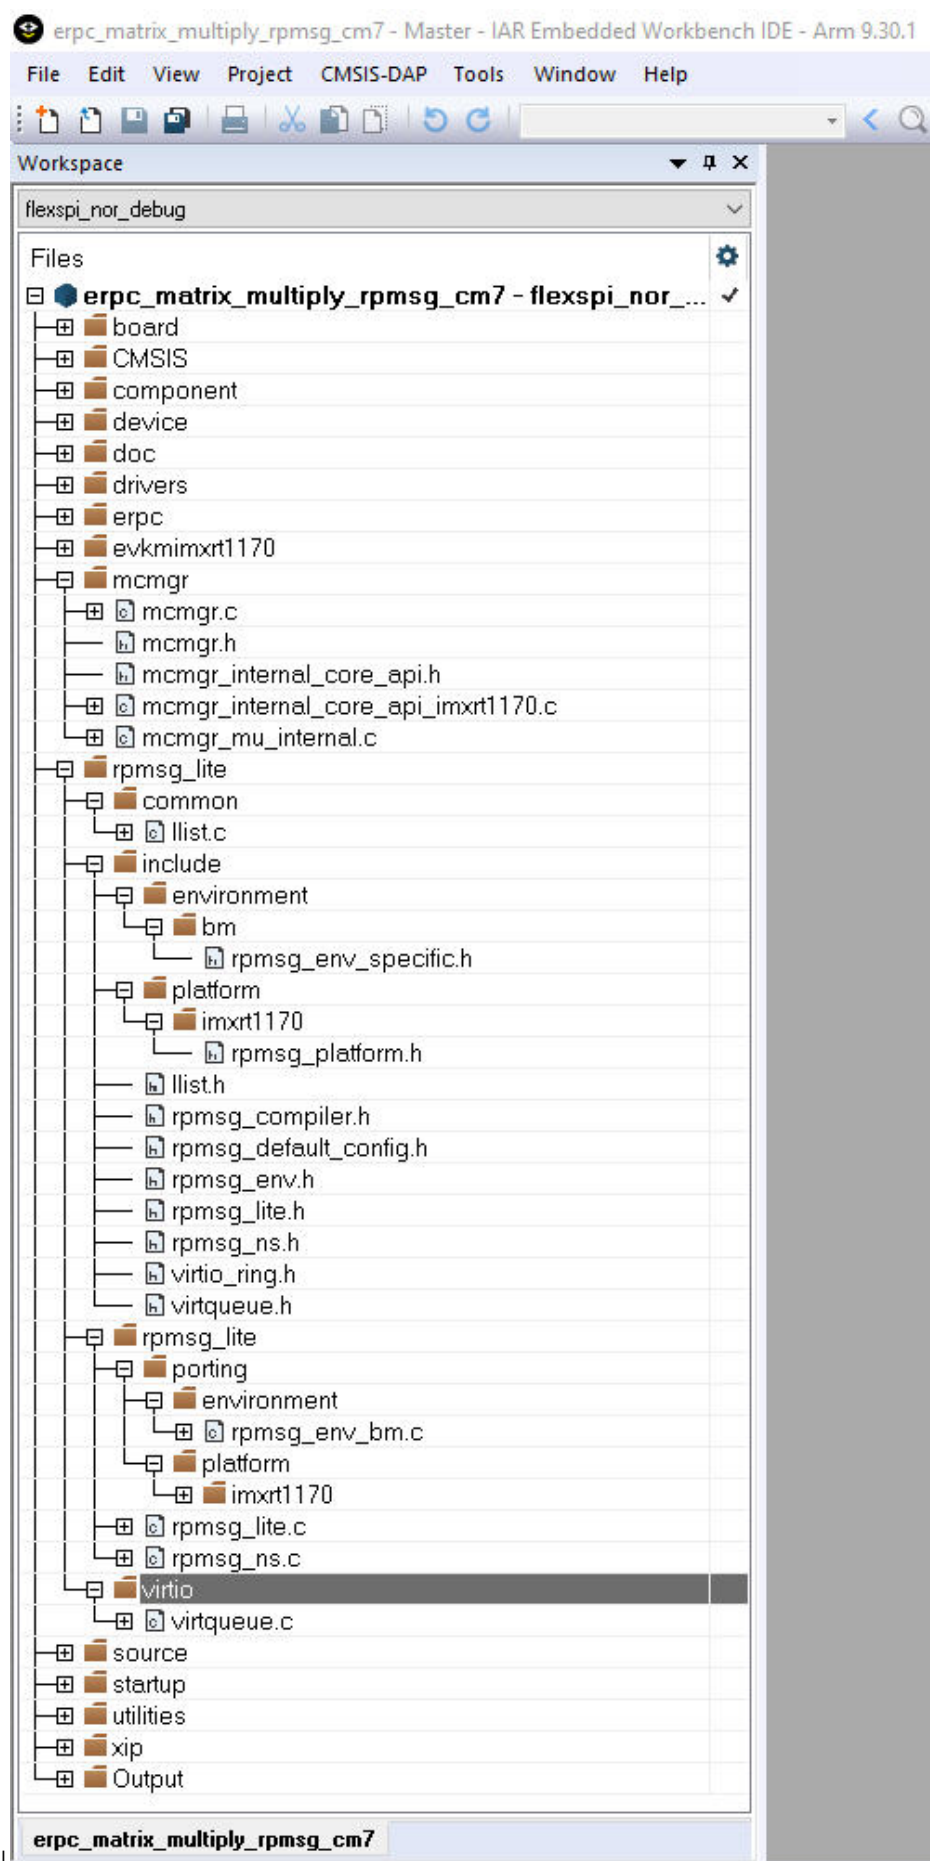 erpc_matrix_multiply_rpmsg_cm7 - Master - IAR Embedded Workbench IDE - Arm 9.30.1
File Edit View Project CMSIS-DAP Tools Window Help
Workspace
flexspi_nor_debug
Files
erpc_matrix_multiply_rpmsg_cm7 - flexspi_nor_...
board
CMSIS
component
device
doc
drivers
erpc
evkmimxrt1170
mcmgr
mcmgr.c
mcmgr.h
mcmgr_internal_core_api.h
mcmgr_internal_core_api_imxrt1170.c
mcmgr_mu_internal.c
rpmsg_lite
common
llist.c
include
environment
bm
rpmsg_env_specific.h
platform
imxrt1170
rpmsg_platform.h
llist.h
rpmsg_compiler.h
rpmsg_default_config.h
rpmsg_env.h
rpmsg_lite.h
rpmsg_ns.h
virtio_ring.h
virtqueue.h
rpmsg_lite
porting
environment
rpmsg_env_bm.c
platform
imxrt1170
rpmsg_lite.c
rpmsg_ns.c
virtio
virtqueue.c
source
startup
utilities
xip
Output
erpc_matrix_multiply_rpmsg_cm7